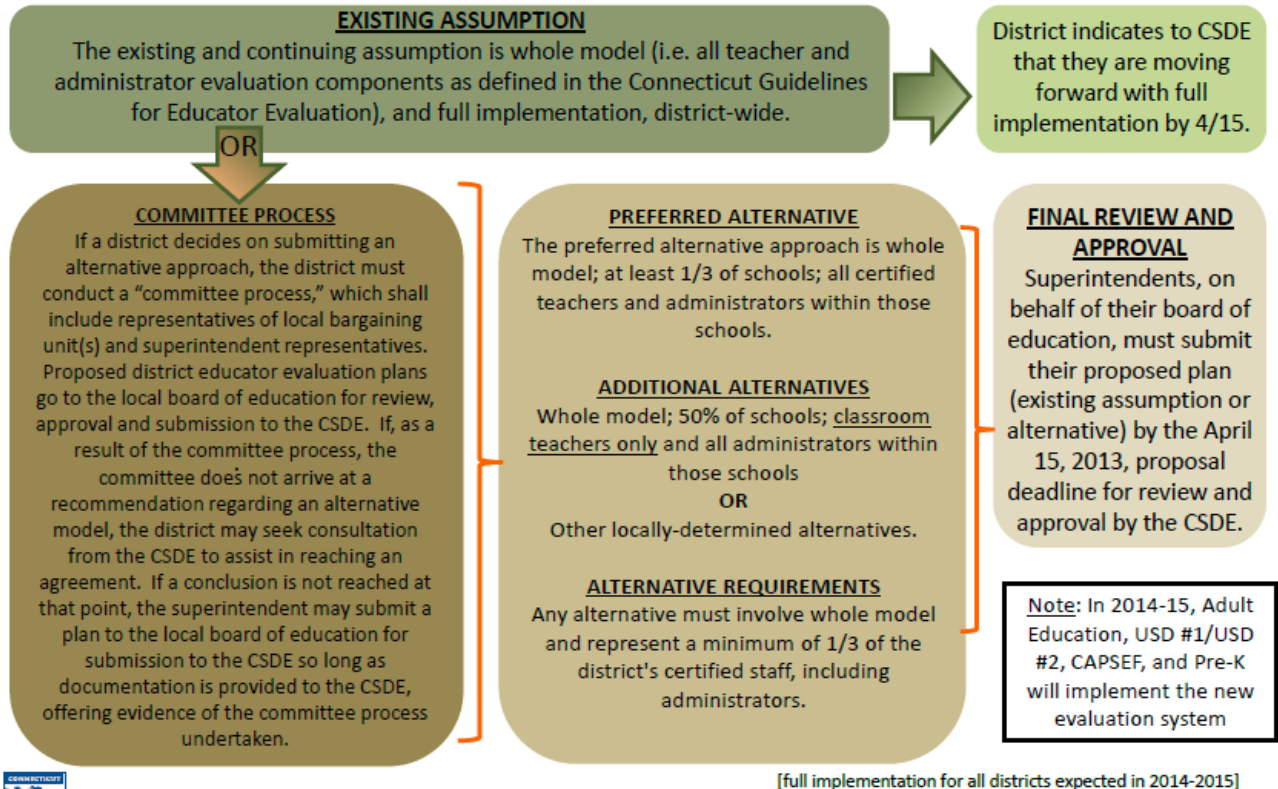 EXISTING ASSUMPTION
The existing and continuing assumption is whole model (i.e. all teacher and
administrator evaluation components as defined in the Connecticut Guidelines
for Educator Evaluation), and full implementation, district-wide.
District indicates to CSDE
that they are moving
forward with full
implementation by 4/15.
OR
COMMITTEE PROCESS
If a district decides on submitting an
alternative approach, the district must
conduct a “committee process,” which shall
include representatives of local bargaining
unit(s) and superintendent representatives.
Proposed district educator evaluation plans
go to the local board of education for review,
approval and submission to the CSDE. If, as a
result of the committee process, the
committee does not arrive at a
recommendation regarding an alternative
model, the district may seek consultation
from the CSDE to assist in reaching an
agreement. If a conclusion is not reached at
that point, the superintendent may submit a
plan to the local board of education for
submission to the CSDE so long as
documentation is provided to the CSDE,
offering evidence of the committee process
undertaken.
PREFERRED ALTERNATIVE
The preferred alternative approach is whole
model; at least 1/3 of schools; all certified
teachers and administrators within those
schools.
ADDITIONAL ALTERNATIVES
Whole model; 50% of schools; classroom
teachers only and all administrators within
those schools
OR
Other locally-determined alternatives.
ALTERNATIVE REQUIREMENTS
Any alternative must involve whole model
and represent a minimum of 1/3 of the
district's certified staff, including
administrators.
FINAL REVIEW AND
APPROVAL
Superintendents, on
behalf of their board of
education, must submit
their proposed plan
(existing assumption or
alternative) by the April
15, 2013, proposal
deadline for review and
approval by the CSDE.
Note: In 2014-15, Adult
Education, USD #1/USD
#2, CAPSEF, and Pre-K
will implement the new
evaluation system
CONNECTICUT
[full implementation for all districts expected in 2014-2015]